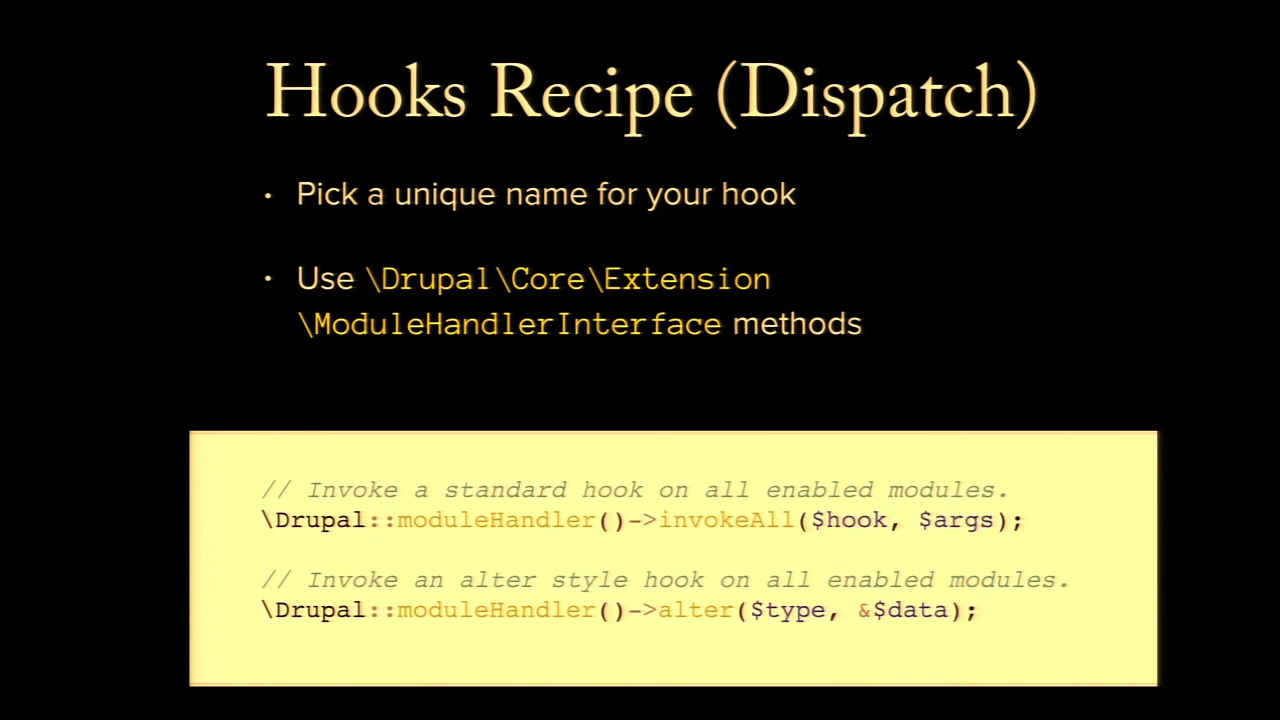 Hooks Recipe (Dispatch)
• Pick a unique name for your hook
• Use \Drupal\Core\Extension
\ModuleHandlerInterface methods
// Invoke a standard hook on all enabled modules.
\Drupal::moduleHandler()->invokeAll($hook, $args);
// Invoke an alter style hook on all enabled modules.
\Drupal::moduleHandler()->alter($type, &$data);